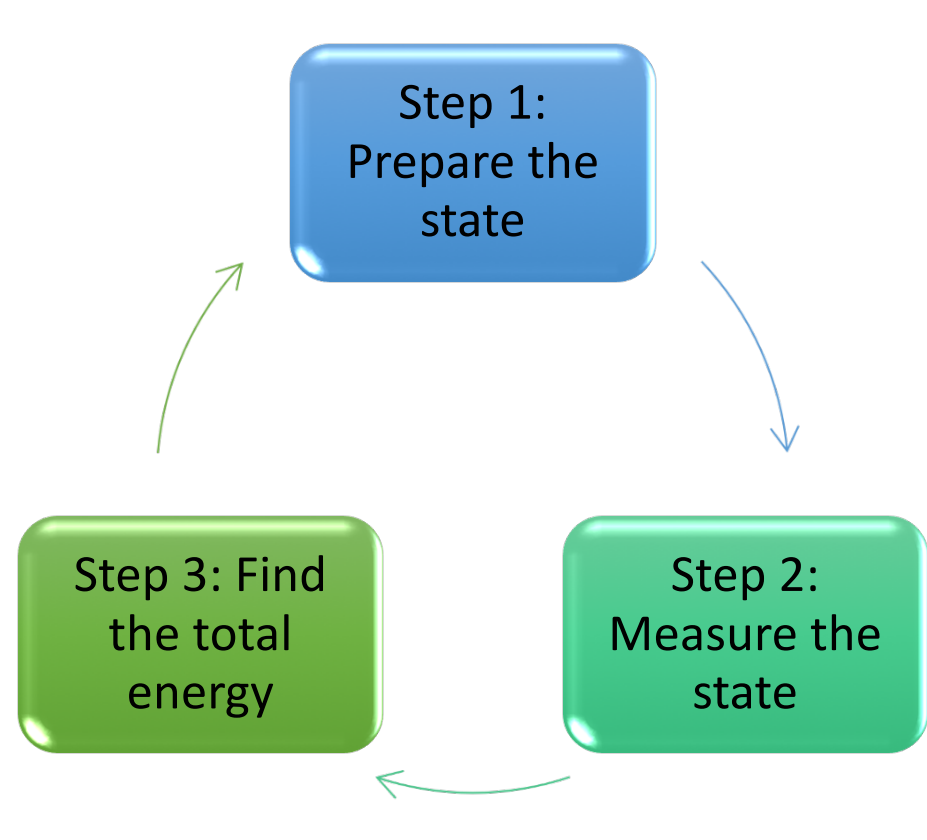 Step 1:
Prepare the
state
Step 2:
Measure the
state
Step 3: Find
the total
energy